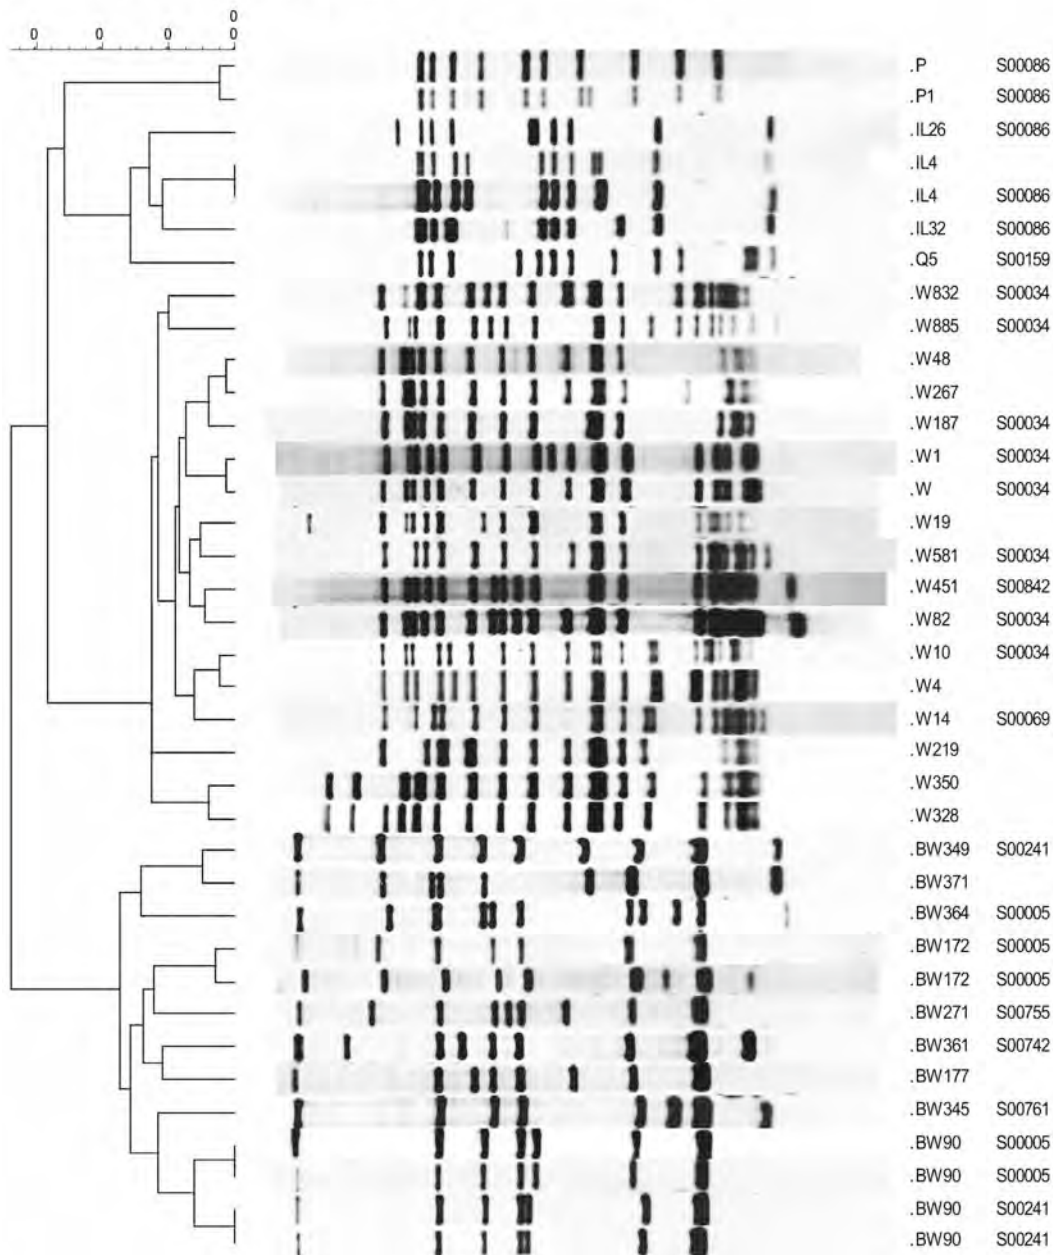 0
0 0 0 0
.P S00086
.P1 S00086
.IL26 S00086
.IL4
.IL4 S00086
.IL32 S00086
.Q5 S00159
.W832 S00034
.W885 S00034
.W48
.W267
.W187 S00034
.W1 S00034
.W S00034
.W19
.W581 S00034
.W451 S00842
.W82 S00034
.W10 S00034
.W4
.W14 S00069
.W219
.W350
.W328
.BW349 S00241
.BW371
.BW364 S00005
.BW172 S00005
.BW172 S00005
.BW271 S00755
.BW361 S00742
.BW177
.BW345 S00761
.BW90 S00005
.BW90 S00005
.BW90 S00241
.BW90 S00241